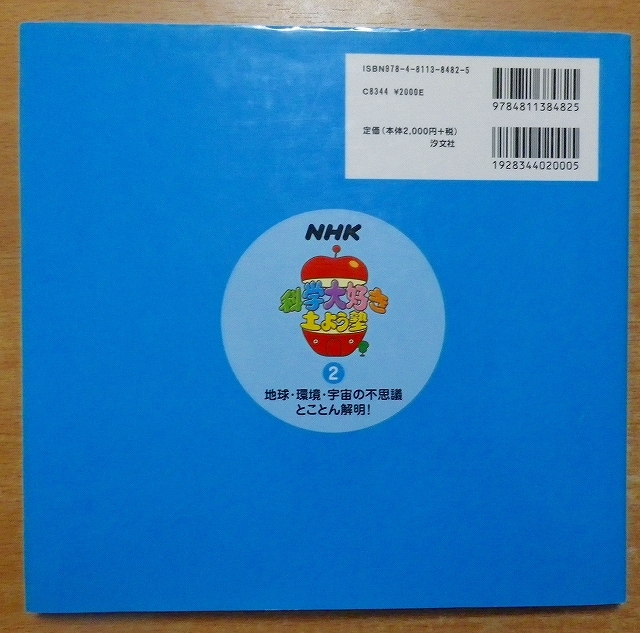 ISBN978-4-8113-8482-5
C8344 ¥2000E
定価(本体2,000円+税)
汐文社
9784811384825
1928344020005
NHK
科学大好き
土よう塾
2
地球・環境・宇宙の不思議
とことん解明!